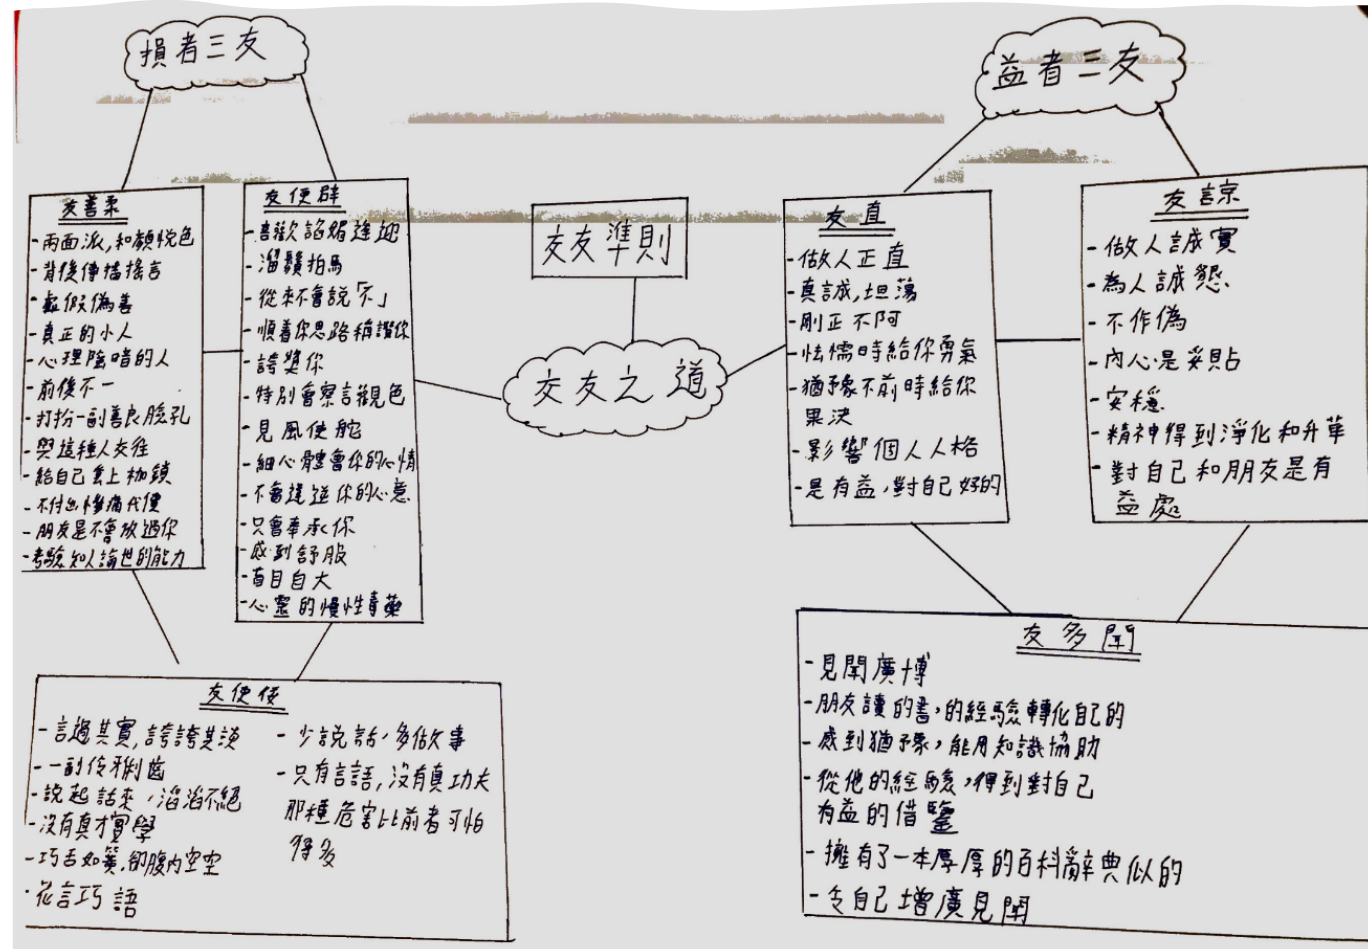 損者三友
益者三友
友善柔
-兩面派,和顏悅色
-背後傳播搖言
-虛假偽善
-真正的小人
-心理陰暗的人
-前後不一
-打扮一副善良臉孔
-與這種人交往
-給自己套上枷鎖
-不付出慘痛代價
-朋友是不會放過你
-考驗知人論世的能力
友便辟
-喜歡諂媚逢迎
-溜鬚拍馬
-從來不會說「不」
-順着你思路稱讚你
-誇獎你
-特別會察言觀色
-見風使舵
-細心體會你的心情
-不會違逆你的心意
-只會奉承你
-感到舒服
-盲目自大
-心靈的慢性毒藥
交友準則
交友之道
友直
-做人正直
-真誠,坦蕩
-剛正不阿
-怯懦時給你勇氣
-猶豫不前時給你
果決
-影響個人人格
-是有益,對自己好的
友諒
-做人誠實
-為人誠懇
-不作偽
-內心是妥貼
-安穩
-精神得到淨化和升華
-對自己和朋友是有
益處
友便佞
-言過其實,誇誇其
-一副伶牙俐齒
-說起話來,滔滔不絕
-沒有真才實學
-巧舌如簧,卻腹內空空
-花言巧語
-少說話,多做事
-只有言語,沒有真功夫
那種危害比前者可怕
得多
友多聞
-見聞廣博
-朋友讀的書,的經驗轉化自己的
-感到猶豫,能用知識協助
-從他的經驗,得到對自己
有益的借鑒
-擁有了一本厚厚的百科辭典似的
-令自己增廣見聞